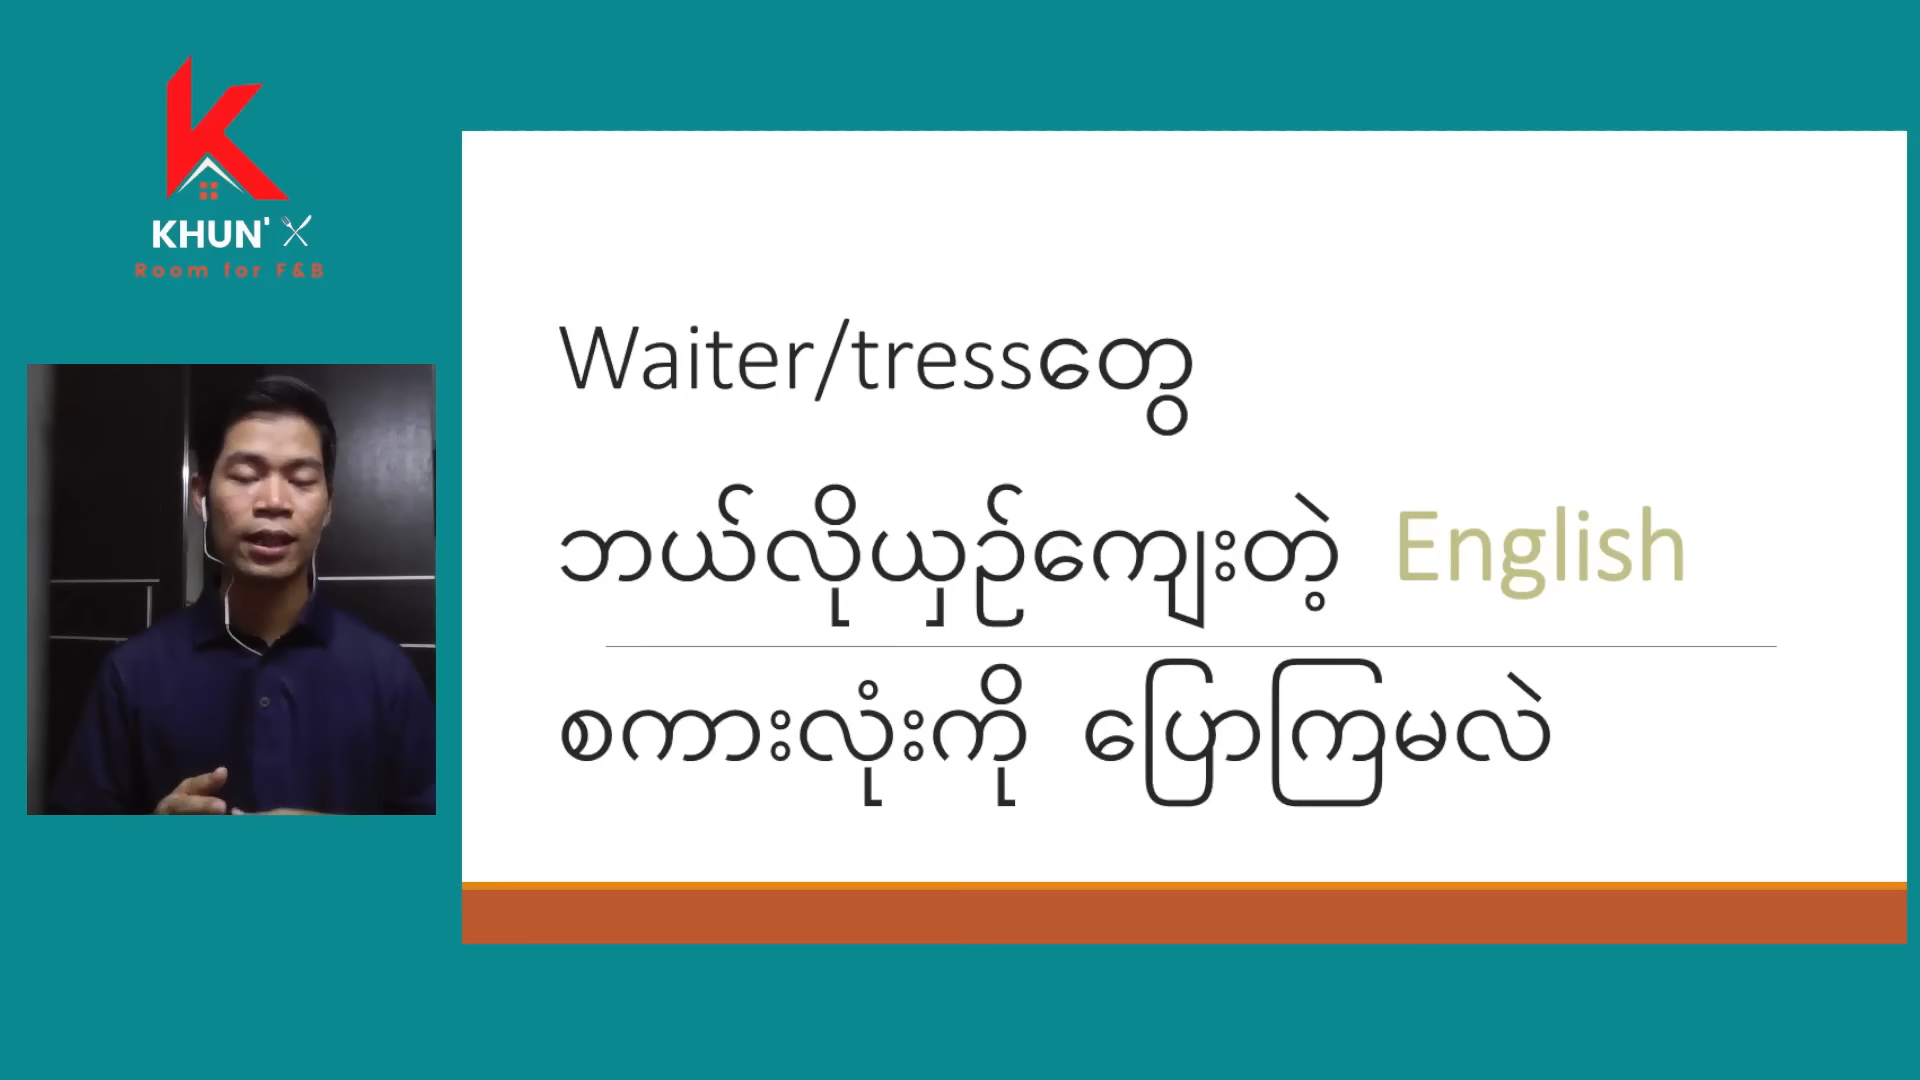 KHUN'
Room for F&B
Waiter/tressတွေ
ဘယ်လိုယှဉ်ကျေးတဲ့ English
စကားလုံးကို ပြောကြမလဲ